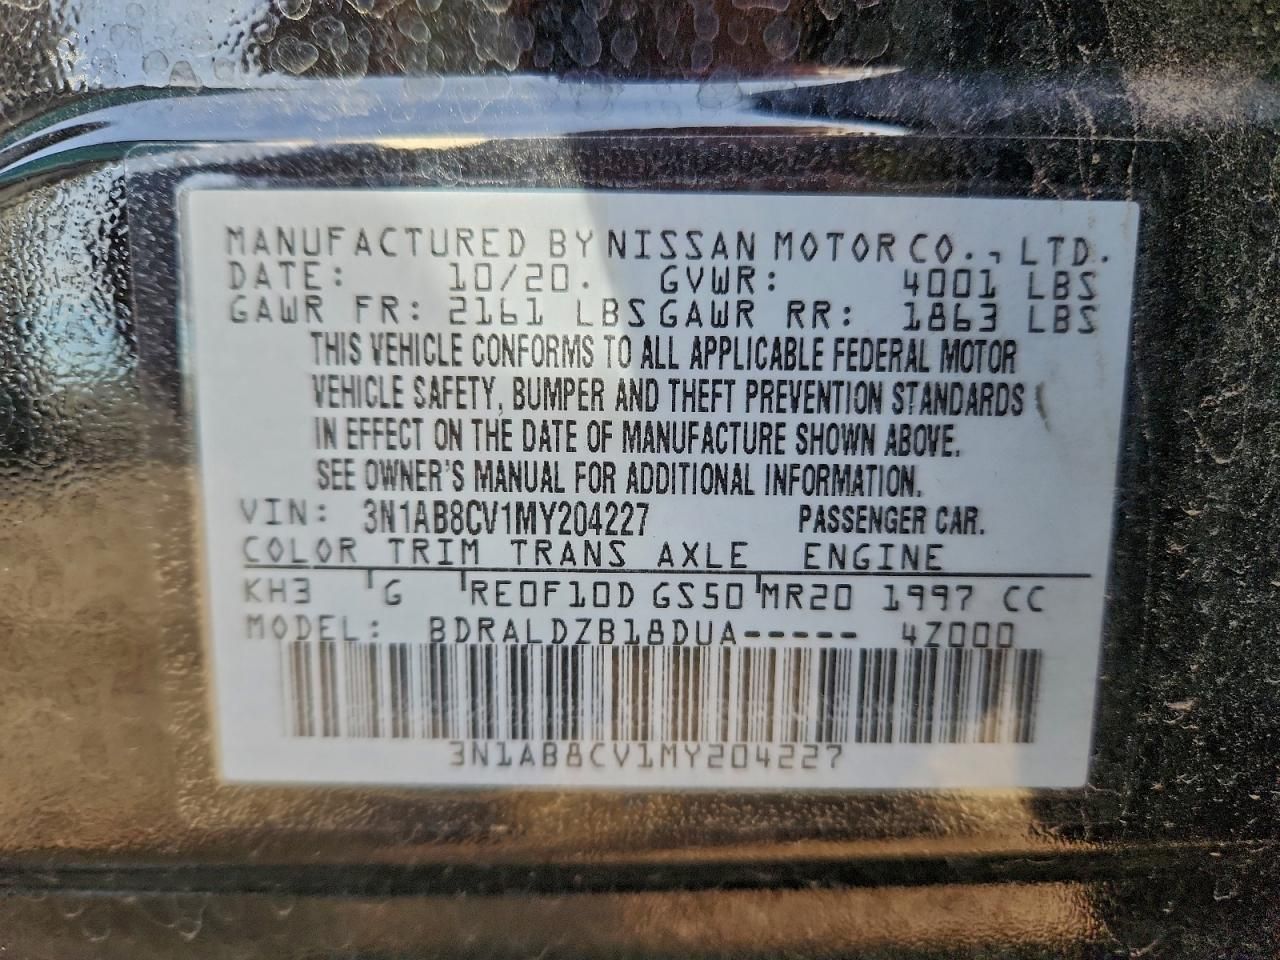 MANUFACTURED BY NISSAN MOTOR CO., LTD.
DATE: 10/20. GVWR: 4001 LBS
GAWR FR: 2161 LBS GAWR RR: 1863 LBS
THIS VEHICLE CONFORMS TO ALL APPLICABLE FEDERAL MOTOR
VEHICLE SAFETY, BUMPER AND THEFT PREVENTION STANDARDS
IN EFFECT ON THE DATE OF MANUFACTURE SHOWN ABOVE.
SEE OWNER'S MANUAL FOR ADDITIONAL INFORMATION.
VIN: 3N1AB8CV1MY204227 PASSENGER CAR.
COLOR TRIM TRANS AXLE ENGINE
KH3 G RE0F10D GS50 MR20 1997 CC
MODEL: BDRALDZB18DUA----- 4Z000
3N1AB8CV1MY204227